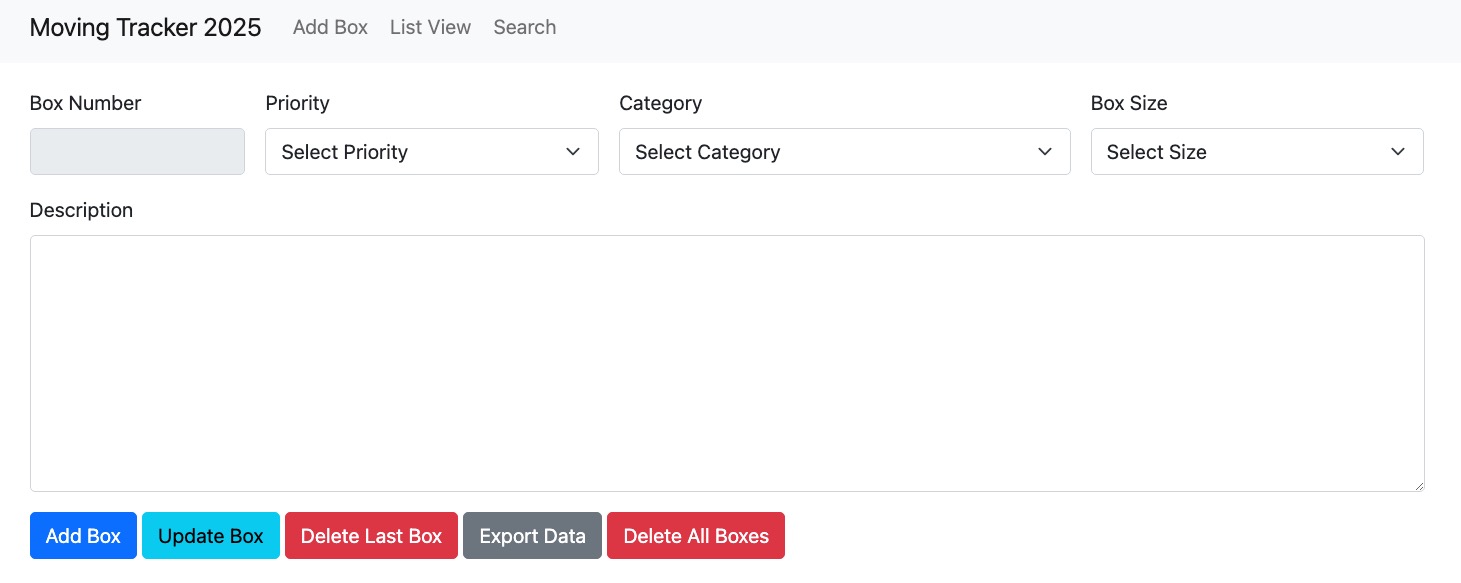 Moving Tracker 2025 Add Box List View Search
Box Number Priority Category Box Size
Select Priority Select Category Select Size
Description
Add Box Update Box Delete Last Box Export Data Delete All Boxes